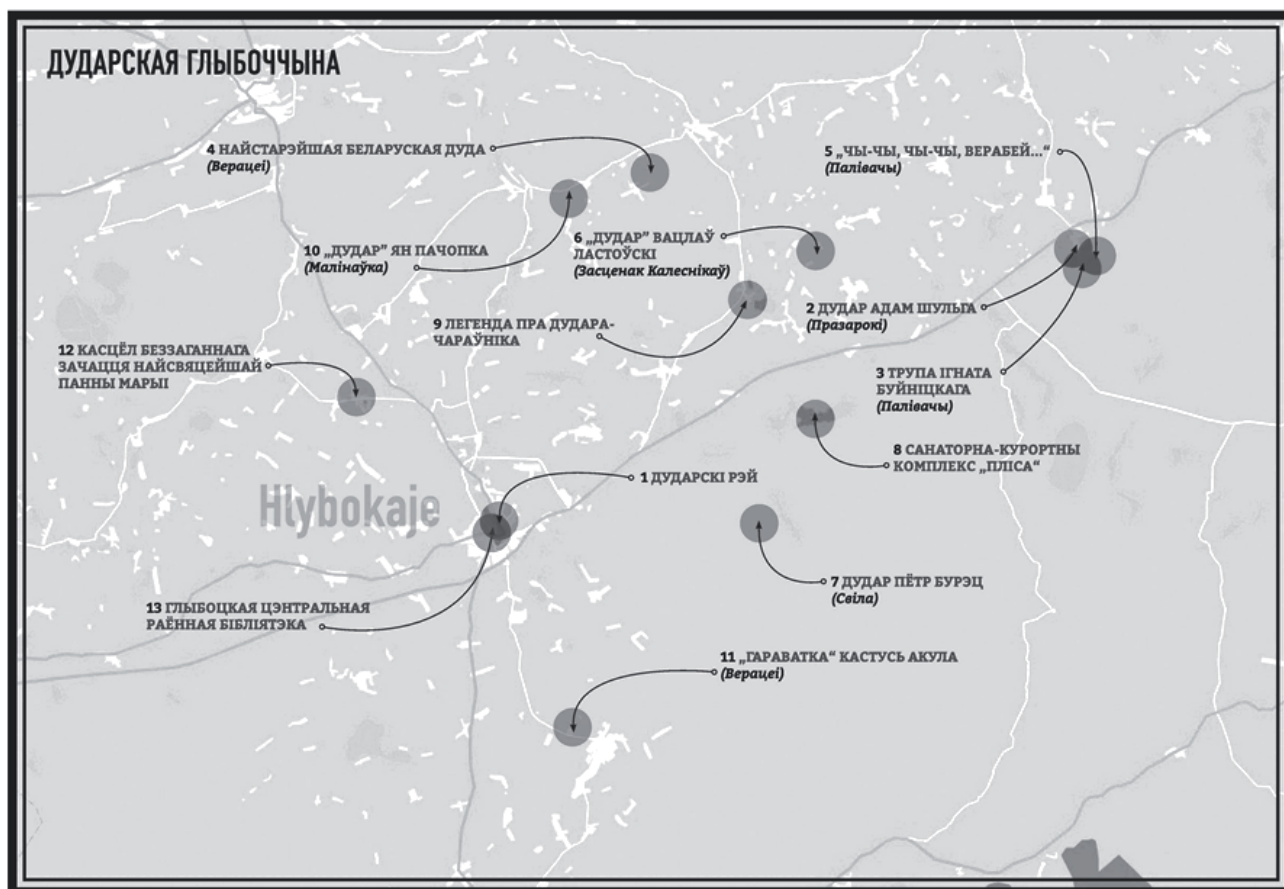 ДУДАРСКАЯ ГЛЫБОЧЧЫНА
4 НАЙСТАРЭЙШАЯ БЕЛАРУСКАЯ ДУДА
(Верацеі)
5 „ЧЫ-ЧЫ, ЧЫ-ЧЫ, ВЕРАБЕЙ...“
(Палівачы)
10 „ДУДАР” ЯН ПАЧОПКА
(Малінаўка)
6 „ДУДАР” ВАЦЛАЎ
ЛАСТОЎСКІ
(Засценак Калеснікаў)
9 ЛЕГЕНДА ПРА ДУДАРА-
ЧАРАЎНІКА
2 ДУДАР АДАМ ШУЛЬГА
(Празарокі)
12 КАСЦЁЛ БЕЗЗАГАННАГА
ЗАЧАЦЦЯ НАЙСВЯЦЕЙШАЙ
ПАННЫ МАРЫІ
3 ТРУПА ІГНАТА
БУЙНІЦКАГА
(Палівачы)
8 САНАТОРНА-КУРОРТНЫ
КОМПЛЕКС „ПЛІСА“
1 ДУДАРСКІ РЭЙ
Hlybokaje
7 ДУДАР ПЁТР БУРЭЦ
(Свіла)
13 ГЛЫБОЦКАЯ ЦЭНТРАЛЬНАЯ
РАЁННАЯ БІБЛІЯТЭКА
11 „ГАРАВАТКА“ КАСТУСЬ АКУЛА
(Верацеі)